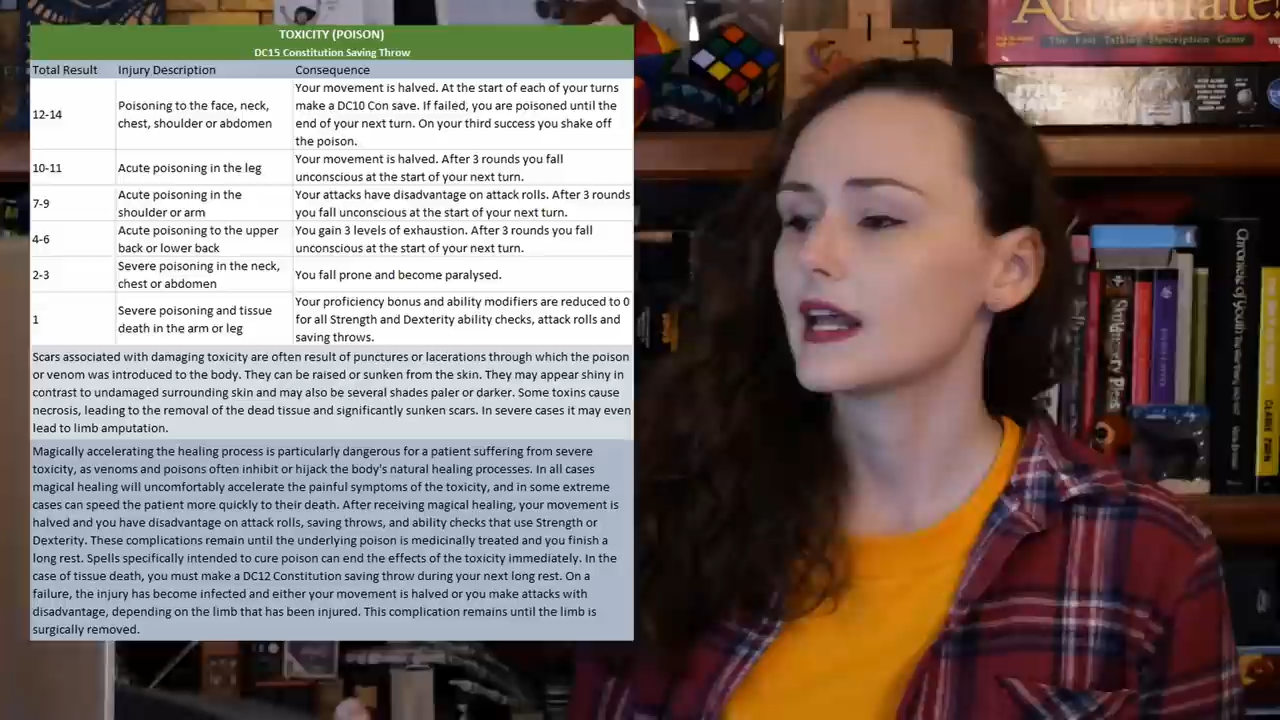 TOXICITY (POISON)
DC15 Constitution Saving Throw
Total Result Injury Description Consequence
12-14
Poisoning to the face, neck,
chest, shoulder or abdomen
Your movement is halved. At the start of each of your turns
make a DC10 Con save. If failed, you are poisoned until the
end of your next turn. On your third success you shake off
the poison.
10-11
Acute poisoning in the leg
Your movement is halved. After 3 rounds you fall
unconscious at the start of your next turn.
7-9
Acute poisoning in the
shoulder or arm
Your attacks have disadvantage on attack rolls. After 3 rounds
you fall unconscious at the start of your next turn.
4-6
Acute poisoning to the upper
back or lower back
You gain 3 levels of exhaustion. After 3 rounds you fall
unconscious at the start of your next turn.
2-3
Severe poisoning in the neck,
chest or abdomen
You fall prone and become paralysed.
1
Severe poisoning and tissue
death in the arm or leg
Your proficiency bonus and ability modifiers are reduced to 0
for all Strength and Dexterity ability checks, attack rolls and
saving throws.
Scars associated with damaging toxicity are often result of punctures or lacerations through which the poison
or venom was introduced to the body. They can be raised or sunken from the skin. They may appear shiny in
contrast to undamaged surrounding skin and may also be several shades paler or darker. Some toxins cause
necrosis, leading to the removal of the dead tissue and significantly sunken scars. In severe cases it may even
lead to limb amputation.
Magically accelerating the healing process is particularly dangerous for a patient suffering from severe
toxicity, as venoms and poisons often inhibit or hijack the body's natural healing processes. In all cases
magical healing will uncomfortably accelerate the painful symptoms of the toxicity, and in some extreme
cases can speed the patient more quickly to their death. After receiving magical healing, your movement is
halved and you have disadvantage on attack rolls, saving throws, and ability checks that use Strength or
Dexterity. These complications remain until the underlying poison is medicinally treated and you finish a
long rest. Spells specifically intended to cure poison can end the effects of the toxicity immediately. In the
case of tissue death, you must make a DC12 Constitution saving throw during your next long rest. On a
failure, the injury has become infected and either your movement is halved or you make attacks with
disadvantage, depending on the limb that has been injured. This complication remains until the limb is
surgically removed.
Articulate!
The Fast Talking Description Game
STAR WARS
Chronicles of Youth